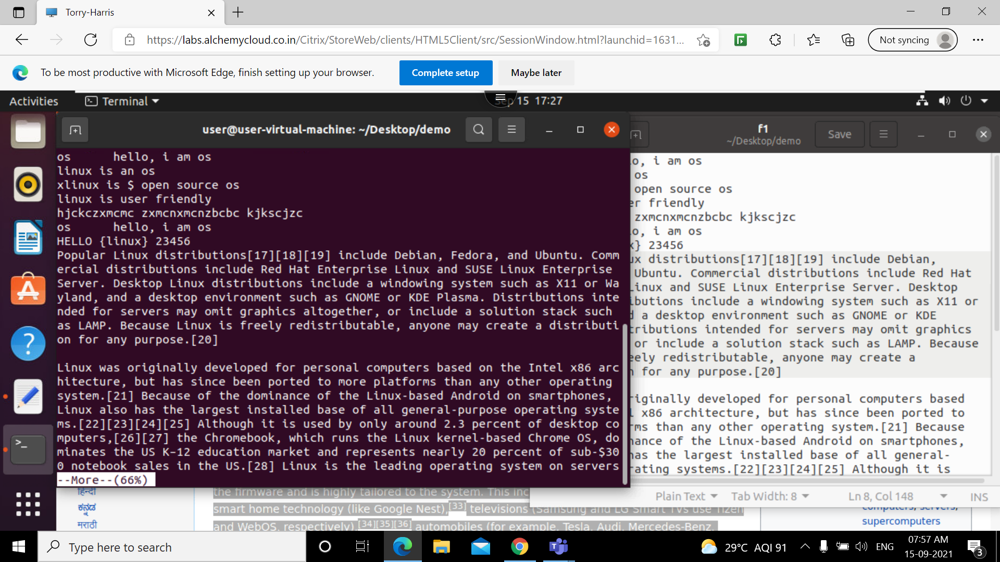 Torry-Harris
https://labs.alchemycloud.co.in/Citrix/StoreWeb/clients/HTML5Client/src/SessionWindow.html?launchid=1631...
Not syncing
To be most productive with Microsoft Edge, finish setting up your browser.
Complete setup
Maybe later
Activities
Terminal
Sep 15 17:27
user@user-virtual-machine: ~/Desktop/demo
os      hello, i am os
linux is an os
xlinux is $ open source os
linux is user friendly
hjckczxmcmc zxmcnxmcnzbcbc kjkscjzc
os      hello, i am os
HELLO {linux} 23456
Popular Linux distributions[17][18][19] include Debian, Fedora, and Ubuntu. Comm
ercial distributions include Red Hat Enterprise Linux and SUSE Linux Enterprise
Server. Desktop Linux distributions include a windowing system such as X11 or Wa
yland, and a desktop environment such as GNOME or KDE Plasma. Distributions inte
nded for servers may omit graphics altogether, or include a solution stack such
as LAMP. Because Linux is freely redistributable, anyone may create a distributi
on for any purpose.[20]
Linux was originally developed for personal computers based on the Intel x86 arc
hitecture, but has since been ported to more platforms than any other operating
system.[21] Because of the dominance of the Linux-based Android on smartphones,
Linux also has the largest installed base of all general-purpose operating syste
ms.[22][23][24][25] Although it is used by only around 2.3 percent of desktop co
mputers,[26][27] the Chromebook, which runs the Linux kernel-based Chrome OS, do
minates the US K-12 education market and represents nearly 20 percent of sub-$30
0 notebook sales in the US.[28] Linux is the leading operating system on servers
--More--(66%)
f1
~/Desktop/demo
Save
o, i am os
os
open source os
er friendly
zxmcnxmcnzbcbc kjkscjzc
o, i am os
x} 23456
ux distributions[17][18][19] include Debian,
Ubuntu. Commercial distributions include Red Hat
Linux and SUSE Linux Enterprise Server. Desktop
ibutions include a windowing system such as X11 or
d a desktop environment such as GNOME or KDE
tributions intended for servers may omit graphics
or include a solution stack such as LAMP. Because
eely redistributable, anyone may create a
n for any purpose.[20]
riginally developed for personal computers based
l x86 architecture, but has since been ported to
rms than any other operating system.[21] Because
nance of the Linux-based Android on smartphones,
has the largest installed base of all general-
rating systems.[22][23][24][25] Although it is
Plain Text
Tab Width: 8
Ln 8, Col 148
INS
हिन्दी
ಕನ್ನಡ
मराठी
the firmware and is highly tailored to the system. This inc
smart home technology (like Google Nest),[33] televisions (Samsung and LG Smart TVs use Tizen
and WebOS, respectively),[34][35][36] automobiles (for example, Tesla, Audi, Mercedes-Benz,
computers, servers,
supercomputers
Type here to search
29°C AQI 91
ENG
07:57 AM
15-09-2021
3